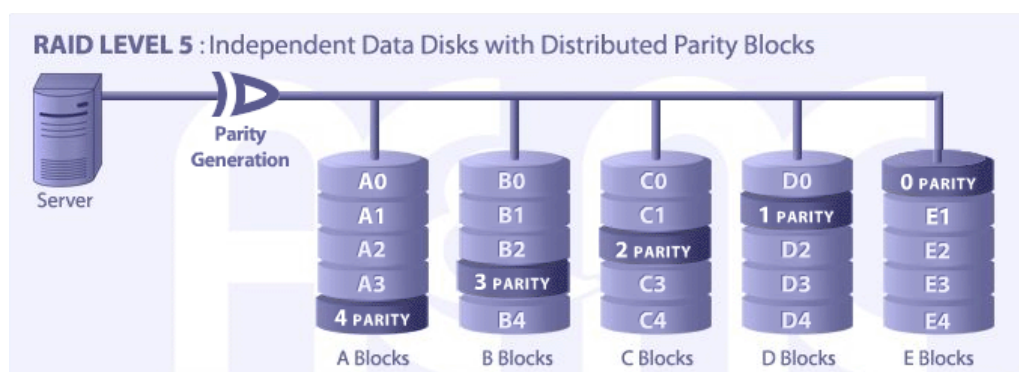 RAID LEVEL 5 : Independent Data Disks with Distributed Parity Blocks
Parity
Generation
Server
A0 B0 C0 D0 0 PARITY
A1 B1 C1 1 PARITY E1
A2 B2 2 PARITY D2 E2
A3 3 PARITY C3 D3 E3
4 PARITY B4 C4 D4 E4
A Blocks B Blocks C Blocks D Blocks E Blocks